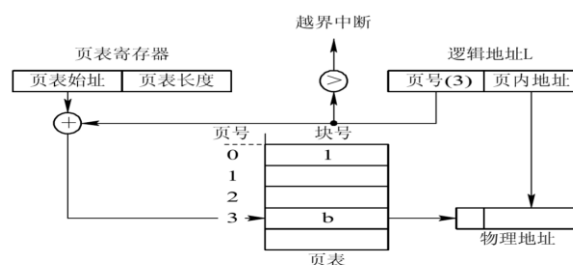 越界中断
页表寄存器
逻辑地址L
页表始址 页表长度
>
页号(3) 页内地址
+
页号 块号
0 1
1
2
3 b
物理地址
页表